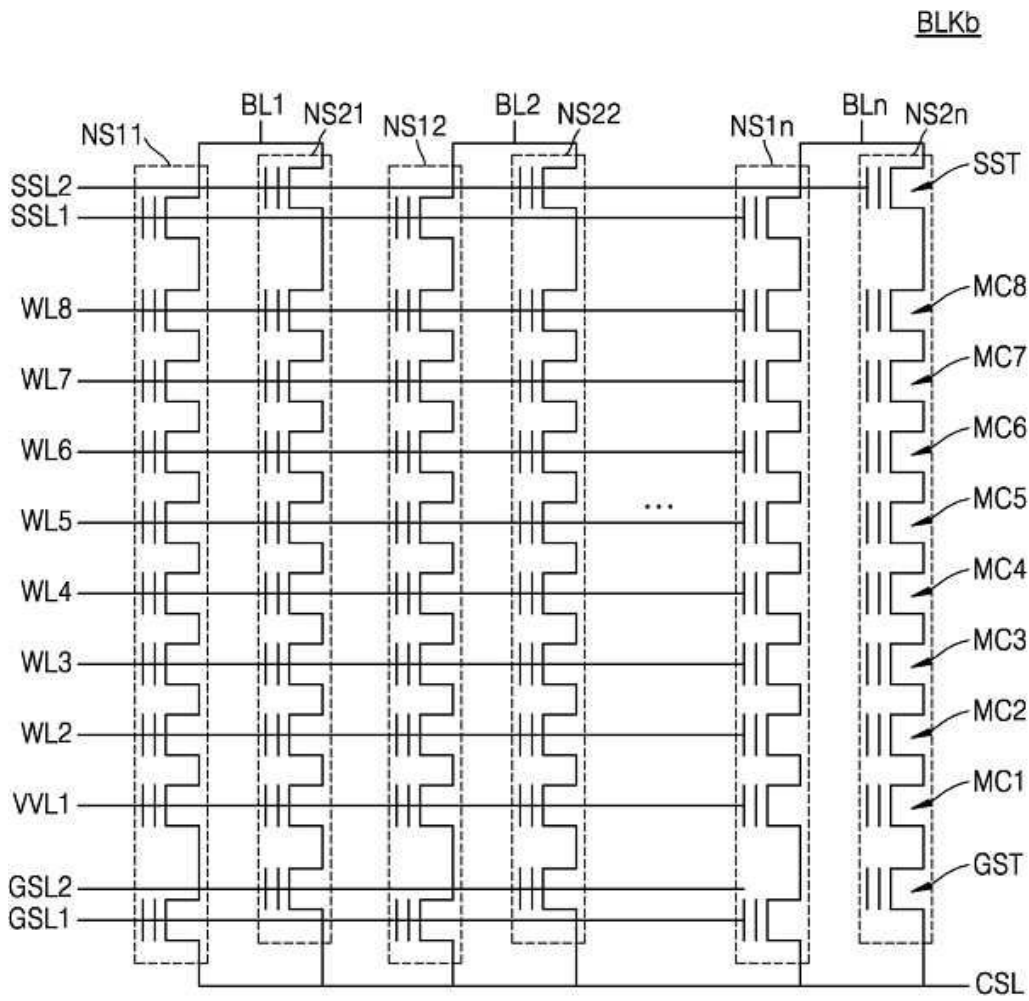 BLKb
BL1 NS21 BL2 NS22 BLn NS2n
NS11 NS12 NS1n
SSL2 SST
SSL1
WL8 MC8
WL7 MC7
WL6 MC6
WL5 ... MC5
WL4 MC4
WL3 MC3
WL2 MC2
VVL1 MC1
GSL2 GST
GSL1
CSL